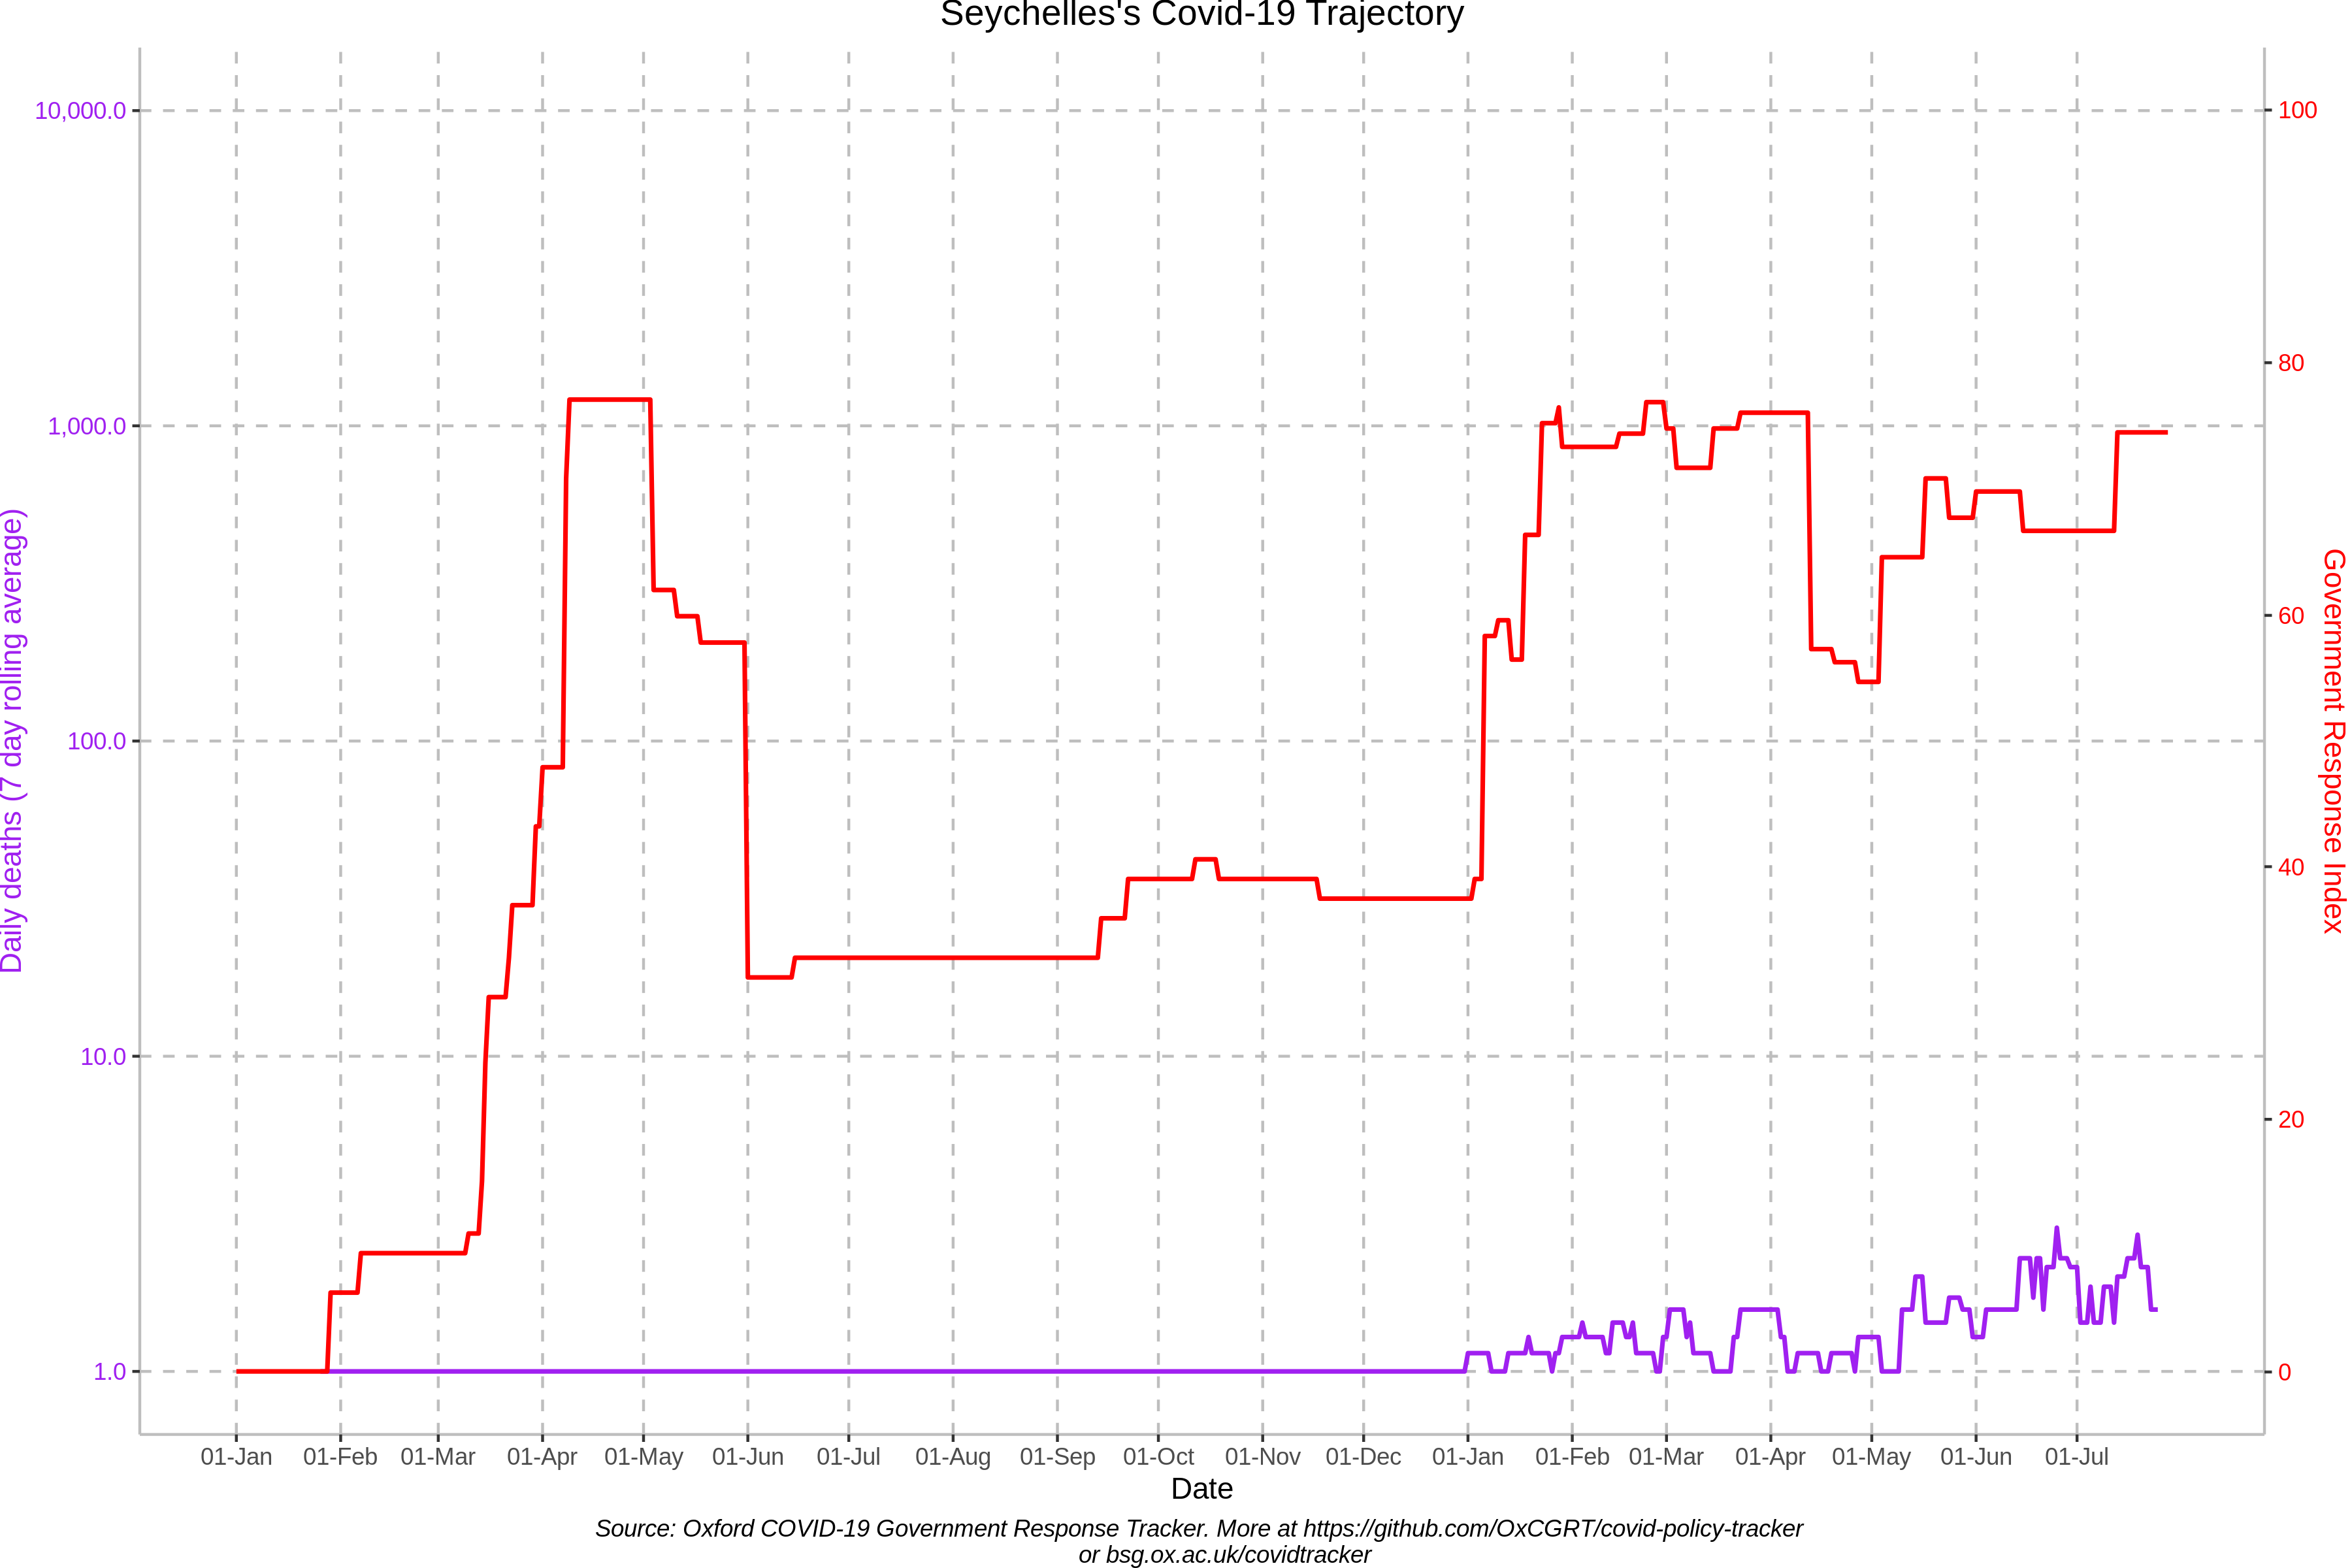 Seychelles's Covid-19 Trajectory
10,000.0
1,000.0
100.0
10.0
1.0
Daily deaths (7 day rolling average)
100
80
60
40
20
0
Government Response Index
01-Jan 01-Feb 01-Mar 01-Apr 01-May 01-Jun 01-Jul 01-Aug 01-Sep 01-Oct 01-Nov 01-Dec 01-Jan 01-Feb 01-Mar 01-Apr 01-May 01-Jun 01-Jul
Date
Source: Oxford COVID-19 Government Response Tracker. More at https://github.com/OxCGRT/covid-policy-tracker
or bsg.ox.ac.uk/covidtracker